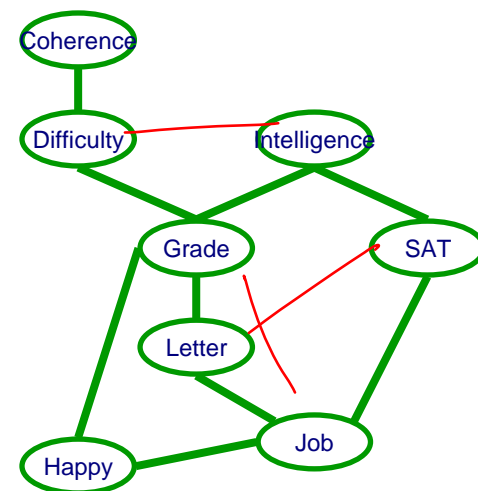 Coherence
Difficulty
Intelligence
Grade
SAT
Letter
Job
Happy